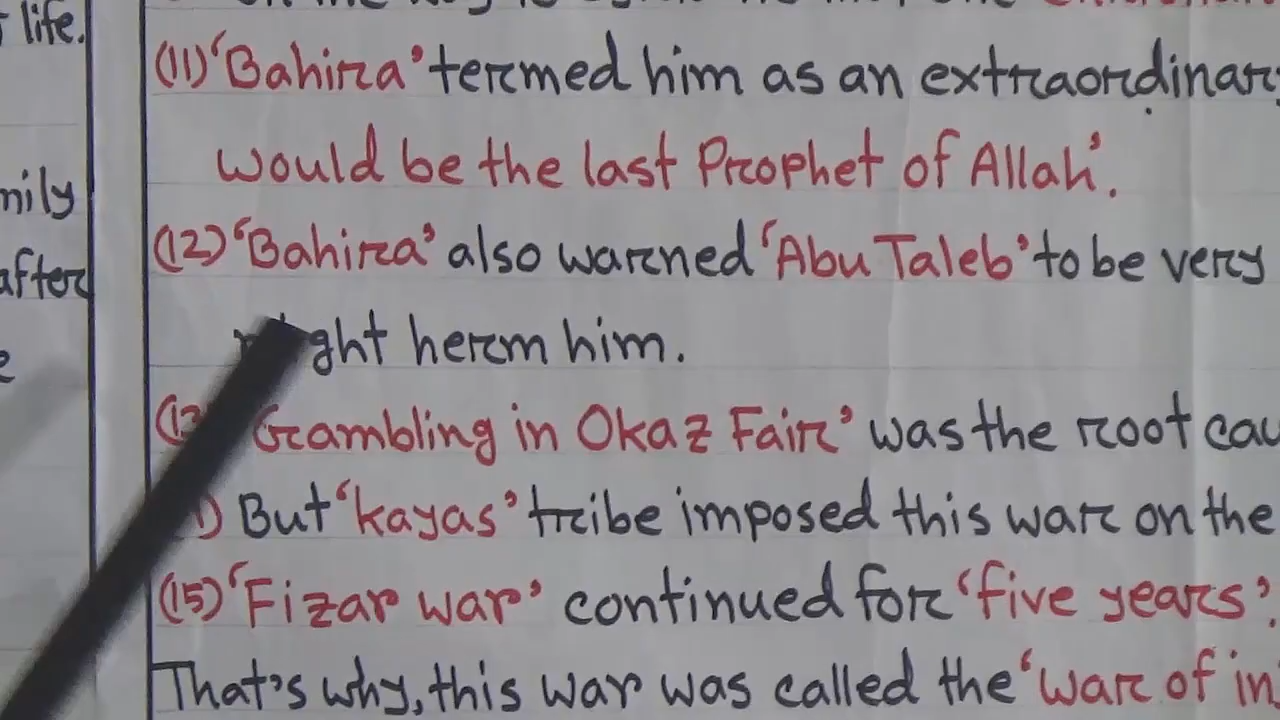 life.
(11) 'Bahira' termed him as an extraordinar
would be the last Prophet of Allah'.
mily
(12) 'Bahira' also warned 'Abu Taleb' to be very
after
might herm him.
Grambling in Okaz Fair' was the root cau
But 'kayas' tribe imposed this war on the
(15) 'Fizar war' continued for 'five years'.
That's why, this war was called the 'war of in